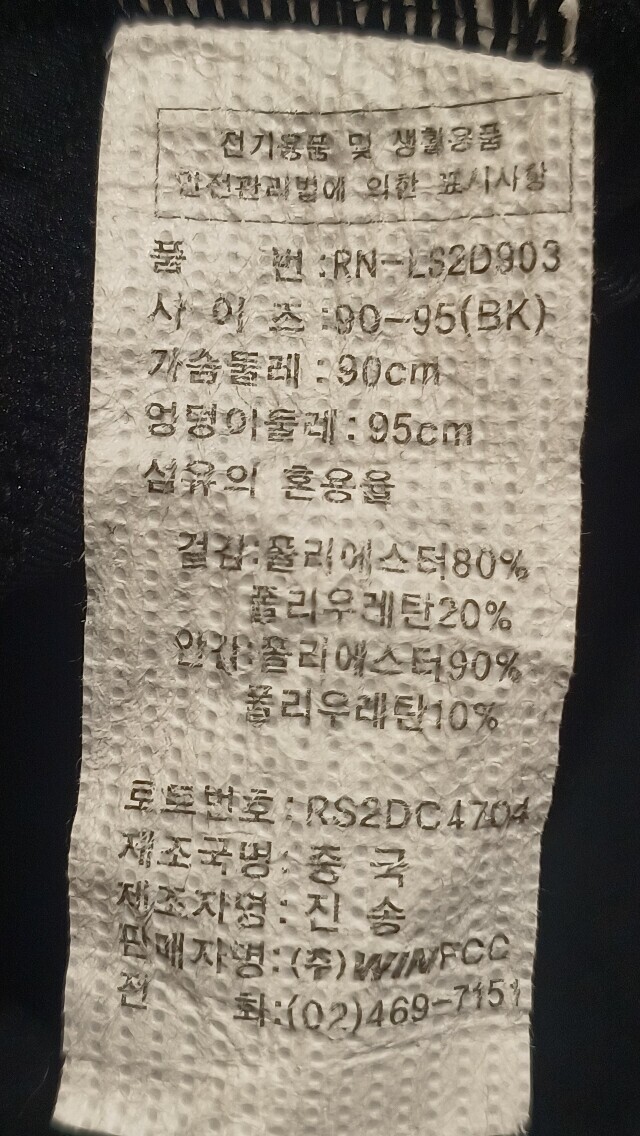 전기용품 및 생활용품
안전관리법에 의한 표시사항
품 번 :RN-LS2D903
사 이 즈 :90-95(BK)
가슴둘레 : 90cm
엉덩이둘레 : 95cm
섬유의 혼용율
겉감:폴리에스터80%
폴리우레탄20%
안감:폴리에스터90%
폴리우레탄10%
로트번호 : RS2DC4704
제조국명 : 중 국
제조자명 : 진 송
판매자명 : (주)WINFCC
전 화:(02)469-7151